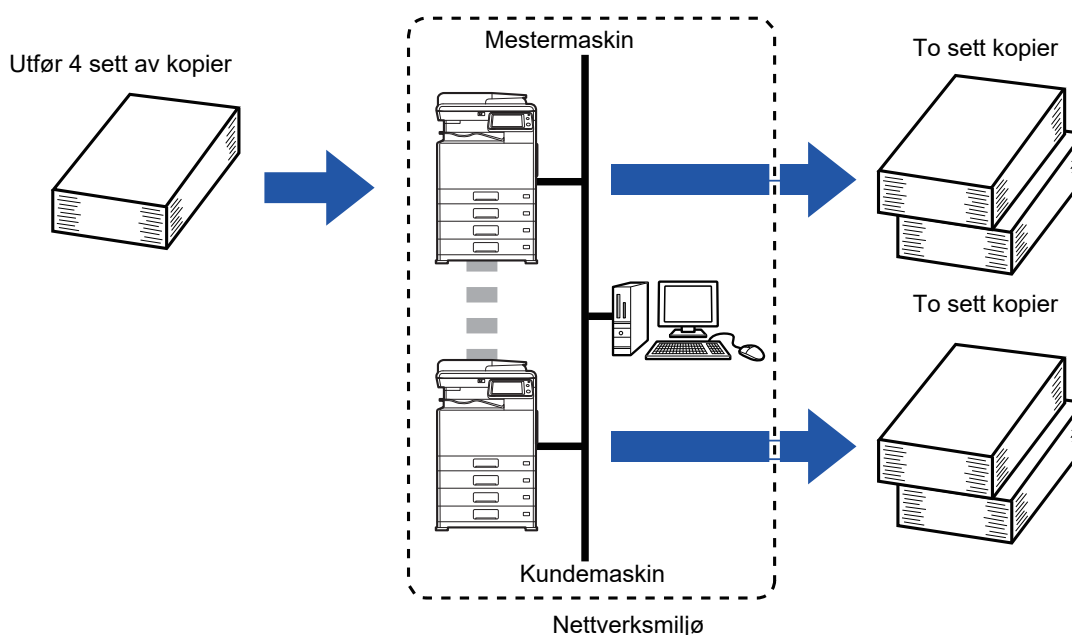 Utfør 4 sett av kopier
Mestermaskin
To sett kopier
To sett kopier
Kundemaskin
Nettverksmiljø